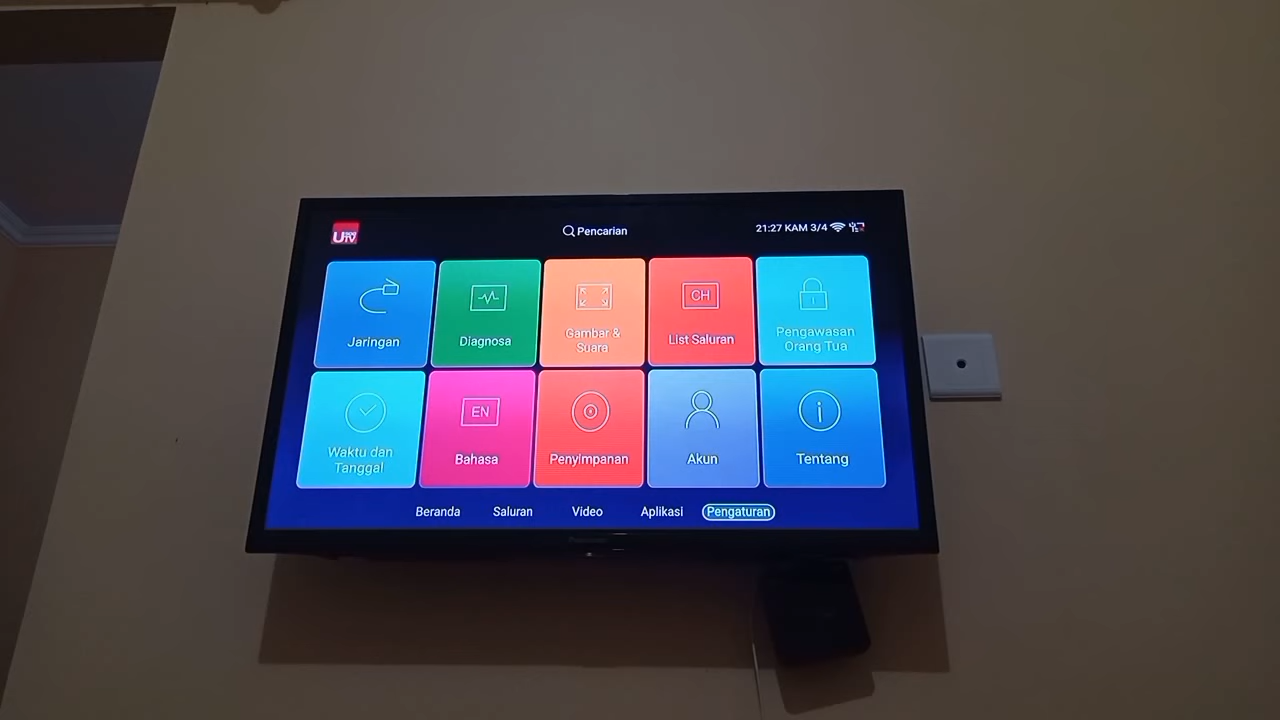 Pencarian
21:27 KAM 3/4
Jaringan
Diagnosa
Gambar &
Suara
CH
List Saluran
Pengawasan
Orang Tua
Waktu dan
Tanggal
EN
Bahasa
Penyimpanan
Akun
Tentang
Beranda
Saluran
Video
Aplikasi
Pengaturan